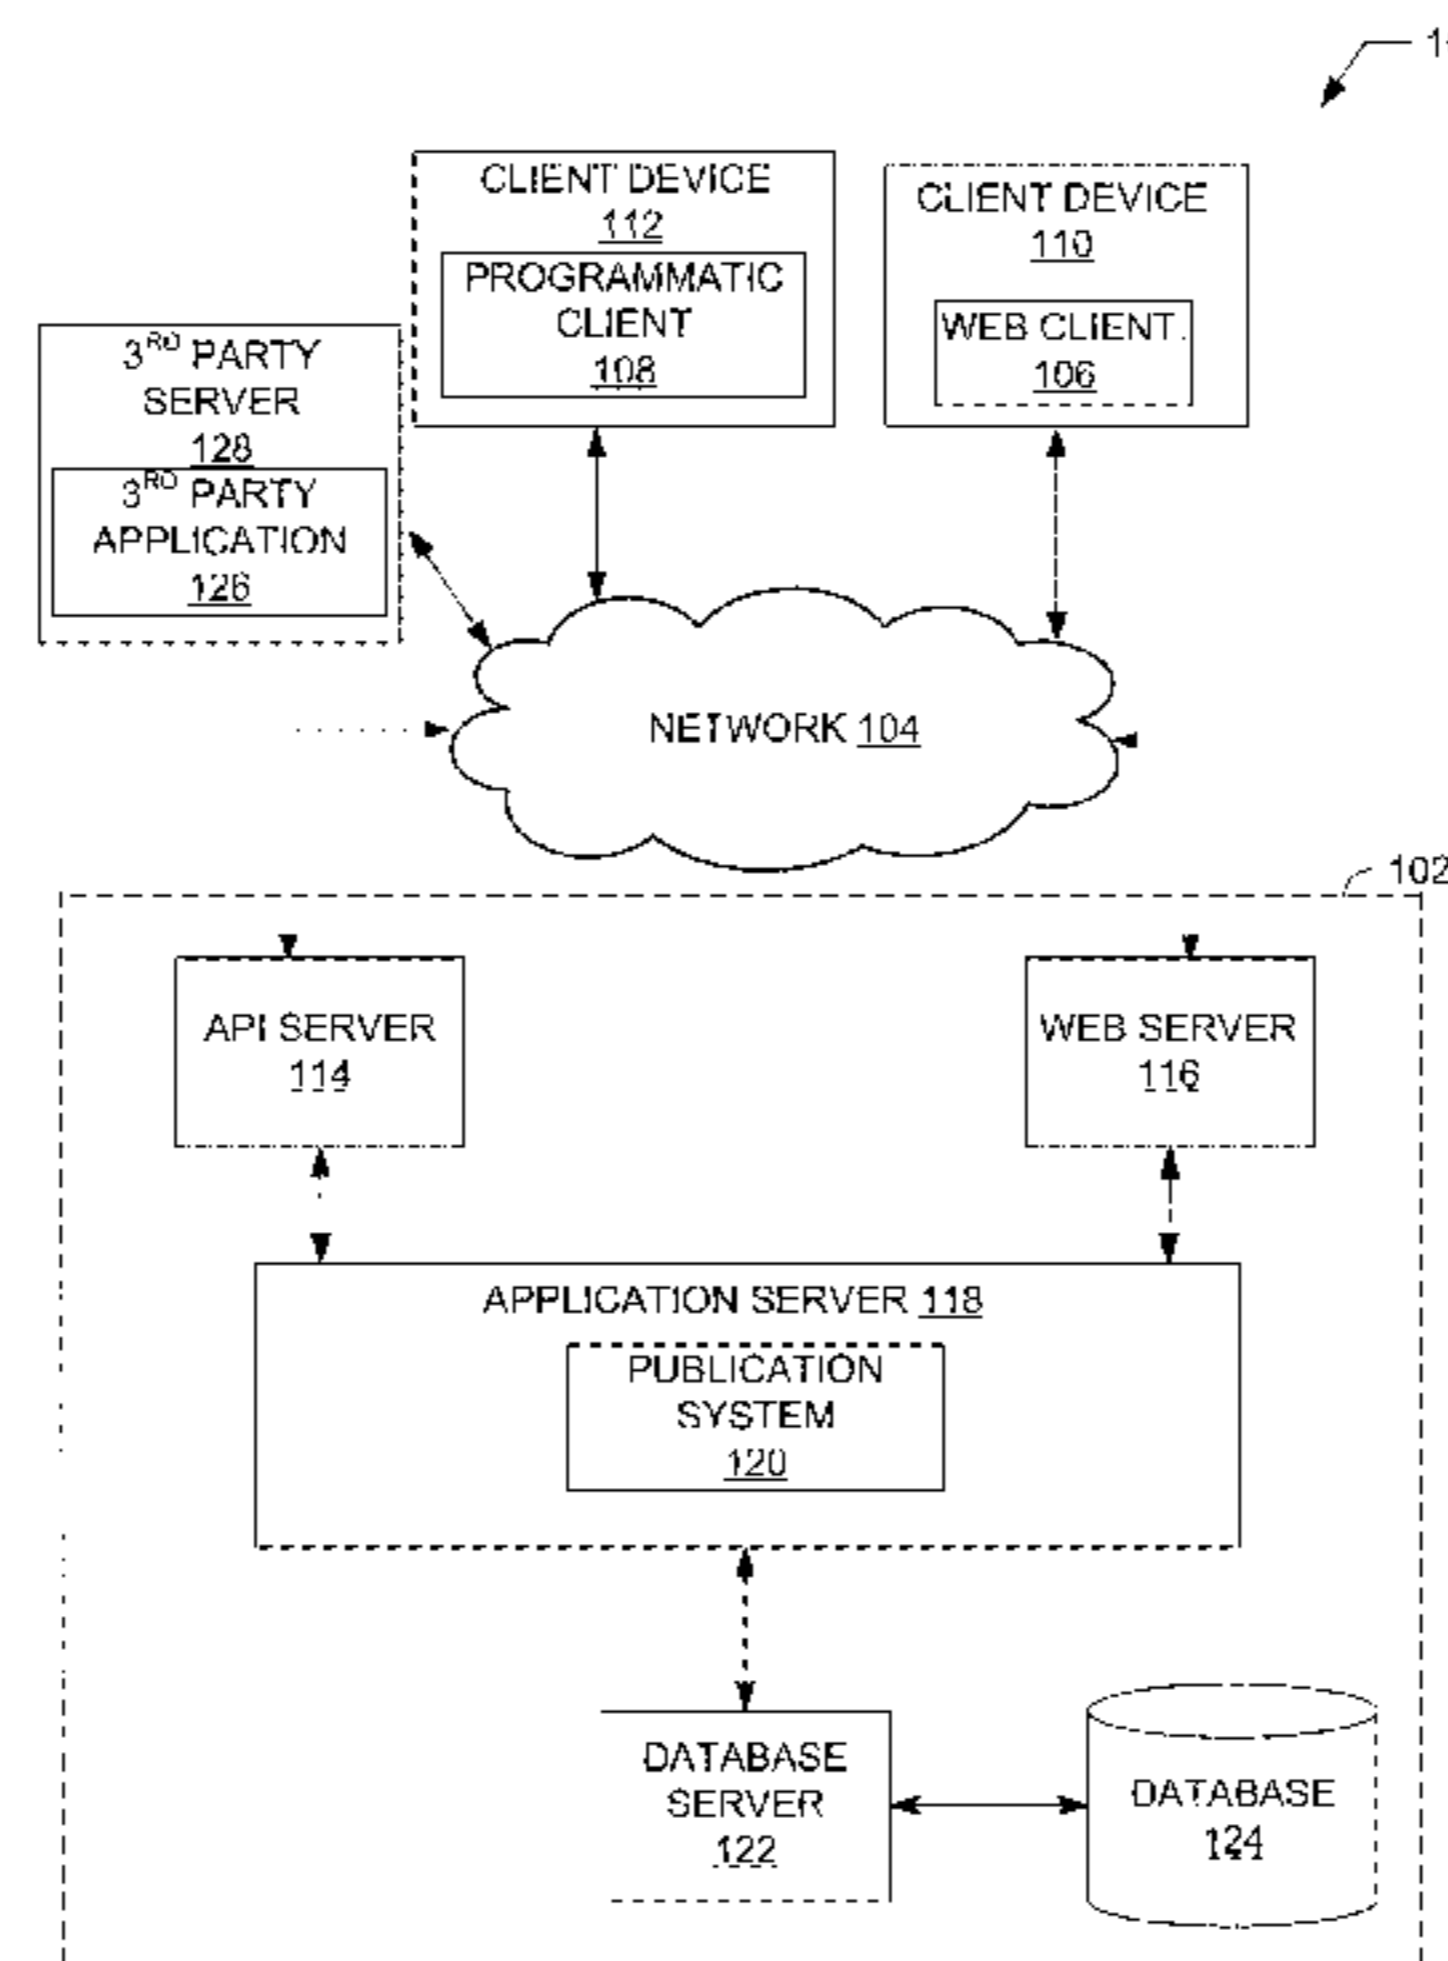 CLIENT DEVICE
112
PROGRAMMATIC
CLIENT
108
CLIENT DEVICE
110
WEB CLIENT
106
3RD PARTY
SERVER
128
3RD PARTY
APPLICATION
126
NETWORK 104
102
API SERVER
114
WEB SERVER
116
APPLICATION SERVER 118
PUBLICATION
SYSTEM
120
DATABASE
SERVER
122
DATABASE
124